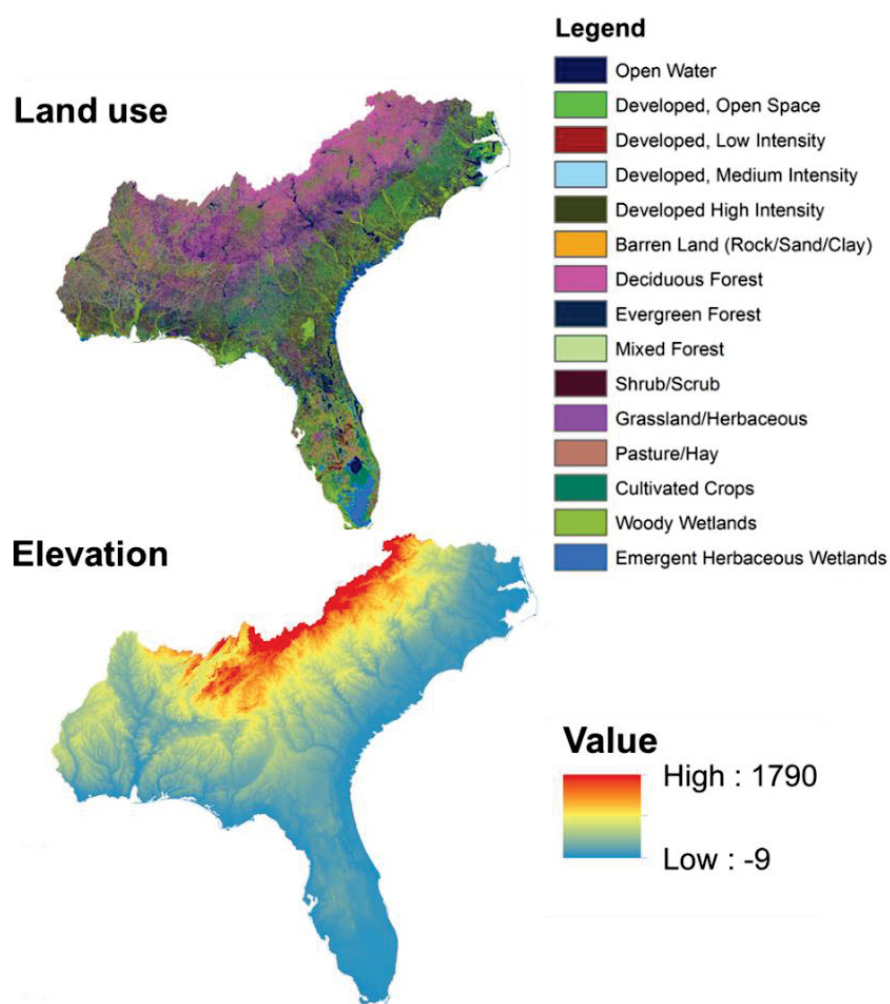 Land use
Legend
Open Water
Developed, Open Space
Developed, Low Intensity
Developed, Medium Intensity
Developed High Intensity
Barren Land (Rock/Sand/Clay)
Deciduous Forest
Evergreen Forest
Mixed Forest
Shrub/Scrub
Grassland/Herbaceous
Pasture/Hay
Cultivated Crops
Woody Wetlands
Emergent Herbaceous Wetlands
Elevation
Value
High : 1790
Low : -9